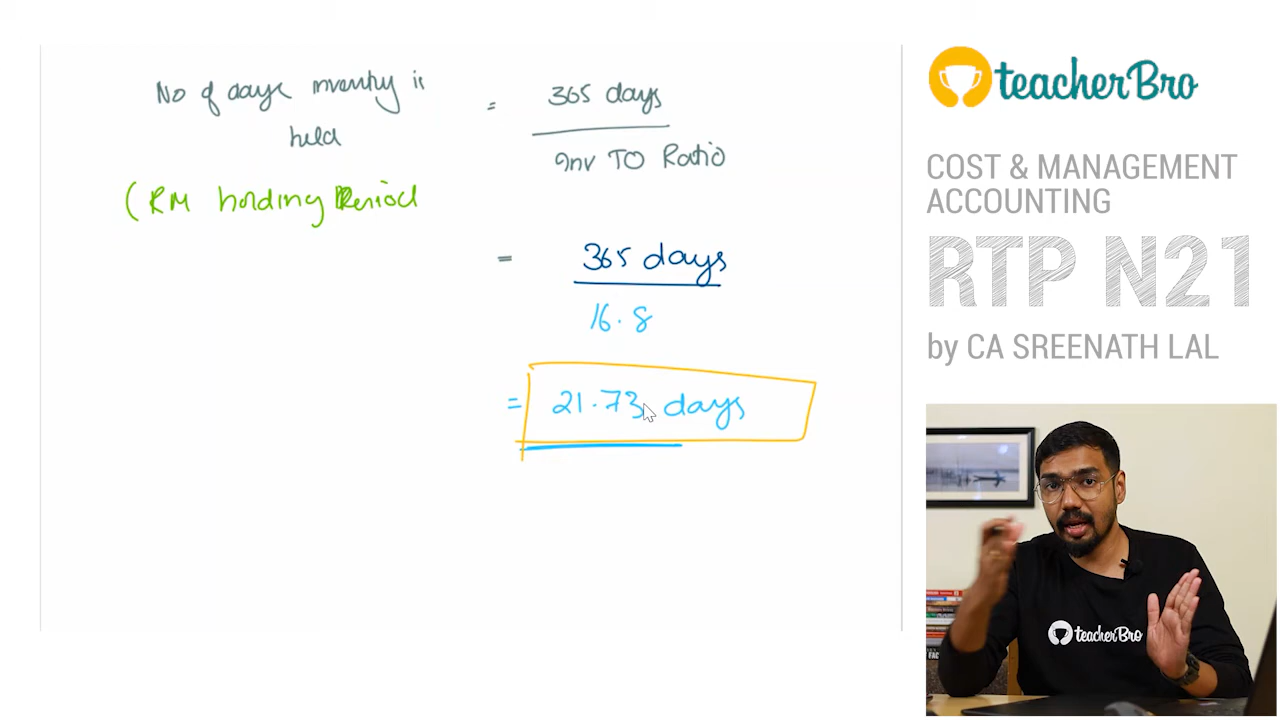 No of days inventory is
held
(RM holding Period
=
365 days
Inv TO Ratio
=
365 days
16.8
=
21.73 days
teacherBro
COST & MANAGEMENT
ACCOUNTING
RTP N21
by CA SREENATH LAL
teacherBro